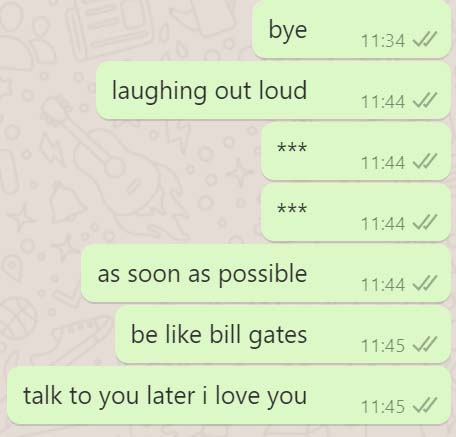 bye 11:34
laughing out loud 11:44
*** 11:44
*** 11:44
as soon as possible 11:44
be like bill gates 11:45
talk to you later i love you 11:45